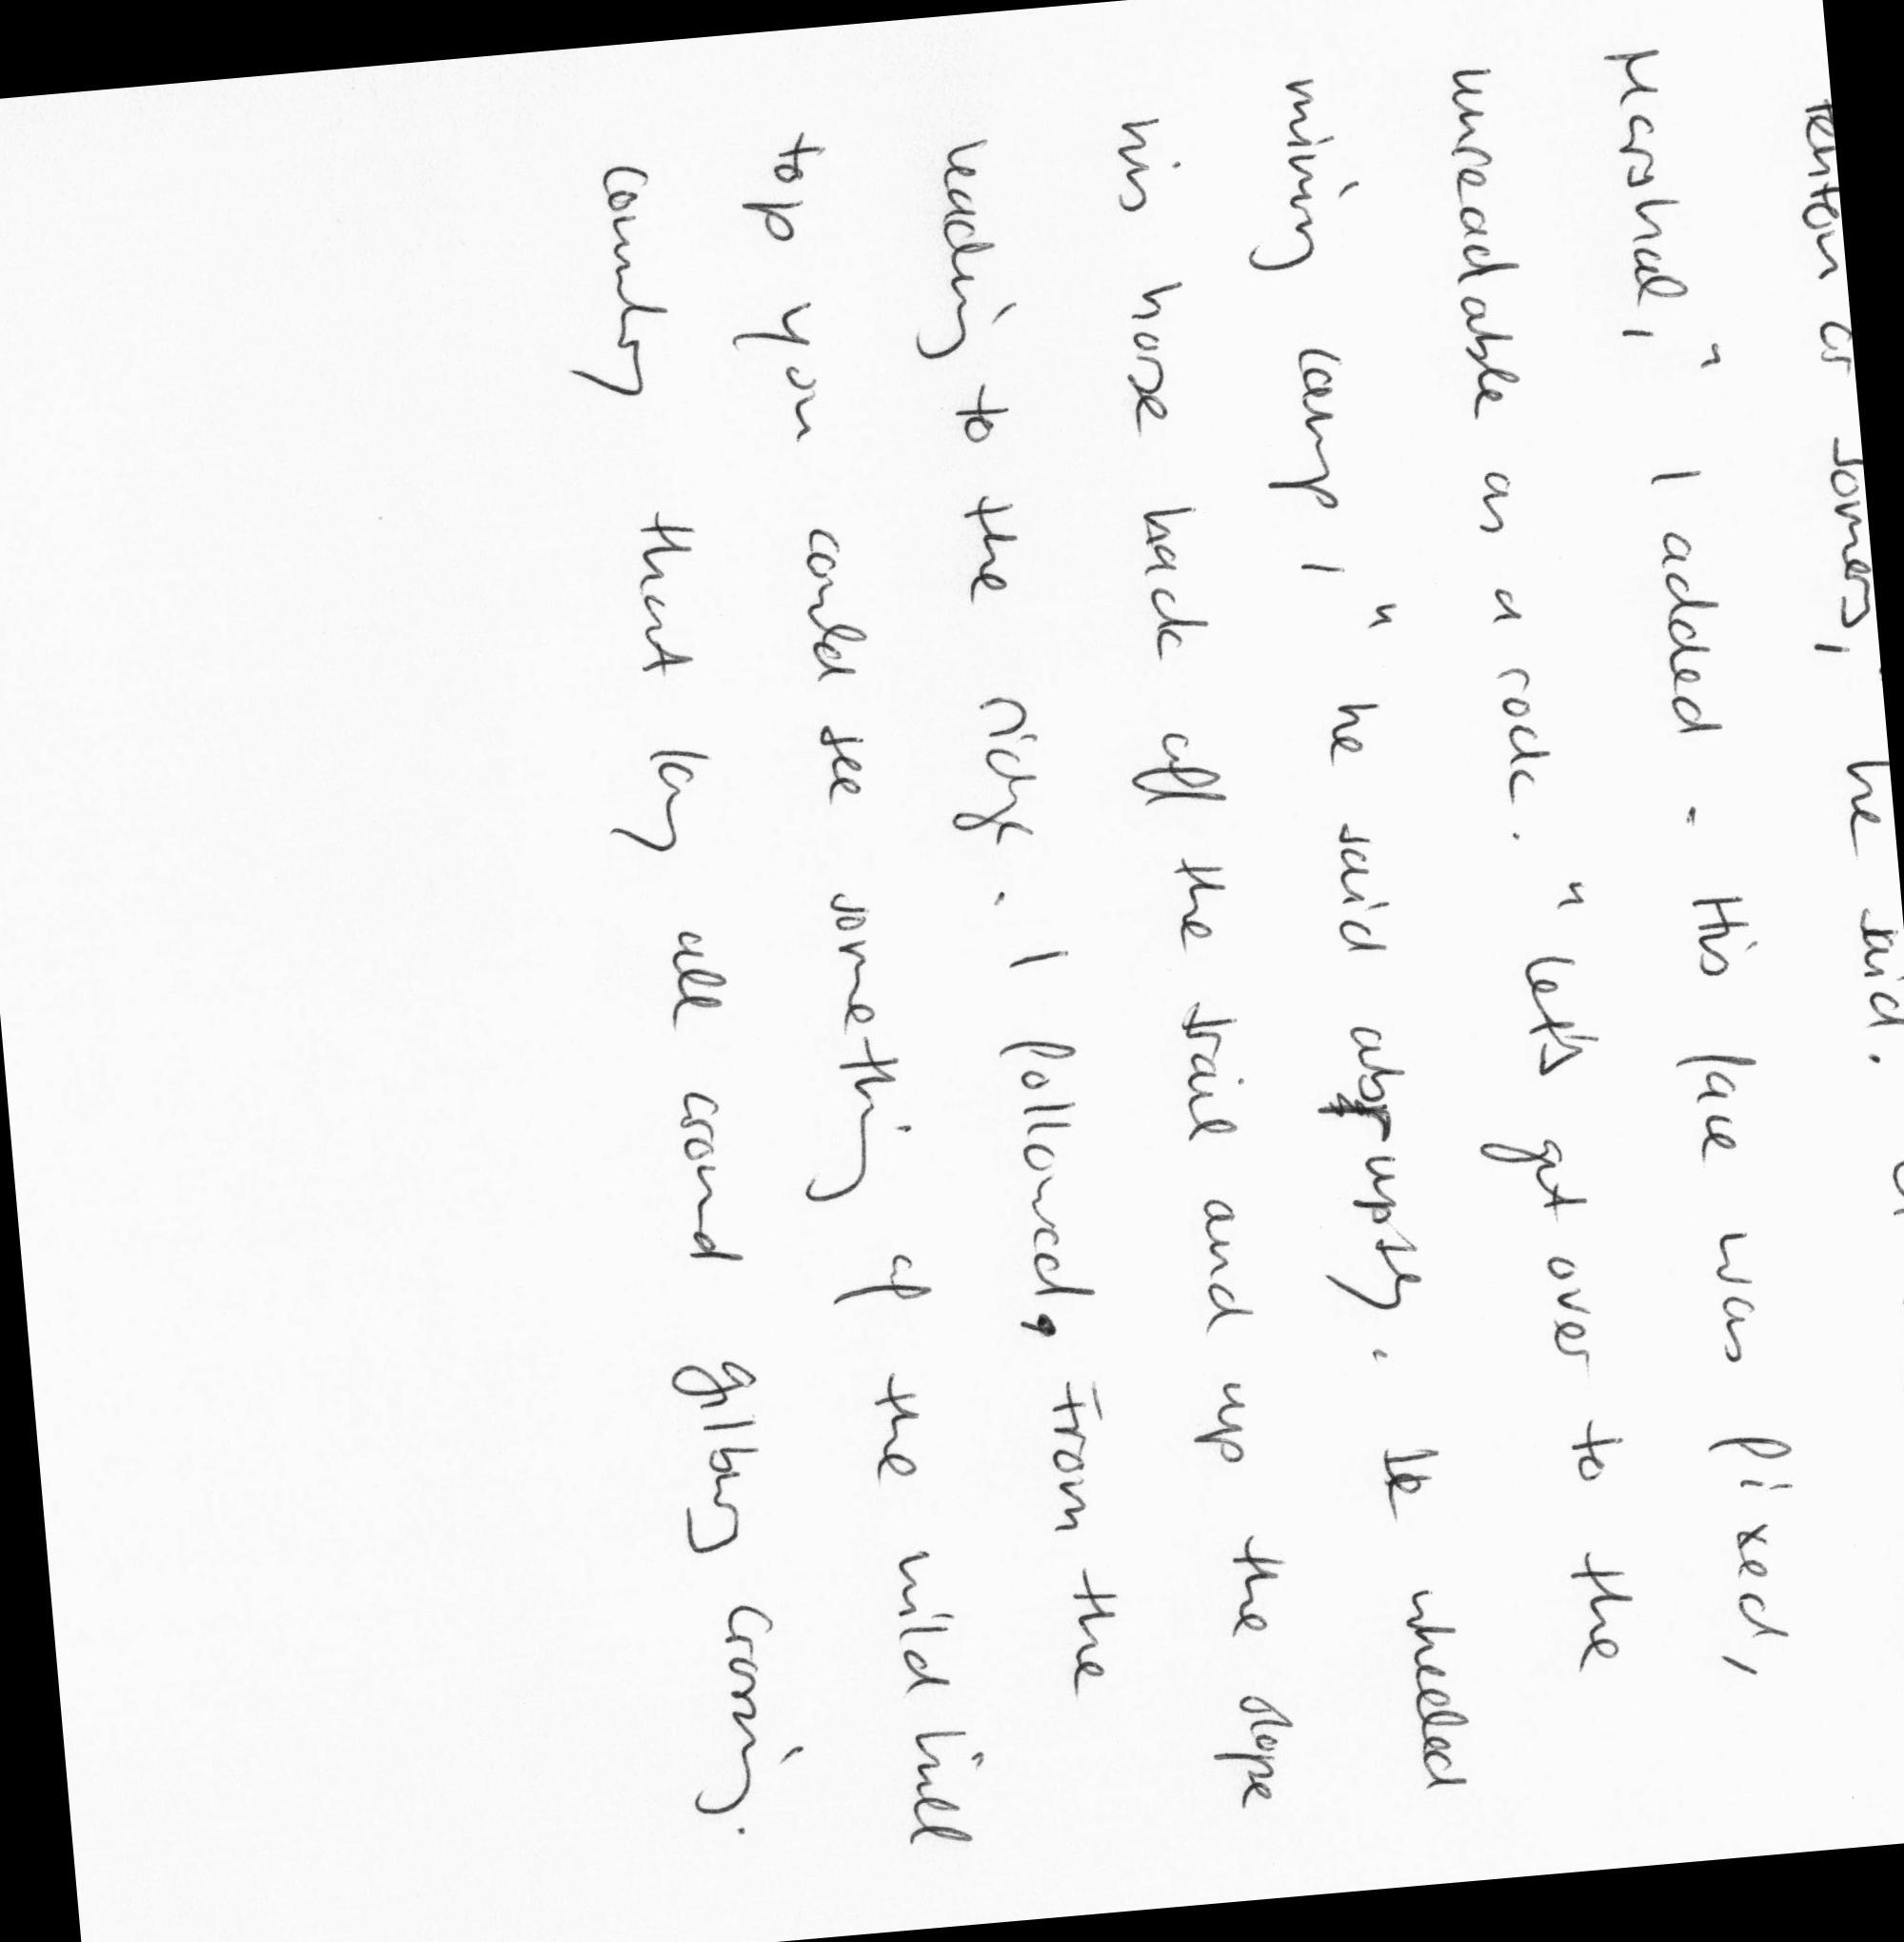 Fenton or Somers, he said.
Marshal, " I added. His face was fixed,
unreadable as a rock. " Let's get over to the
mining camp, " he said abruptly. He wheeled
his horse back off the trail and up the slope
leading to the ridge. I followed, From the
top you could see something of the wild hill
country that lay all around Gilbury Crossing.